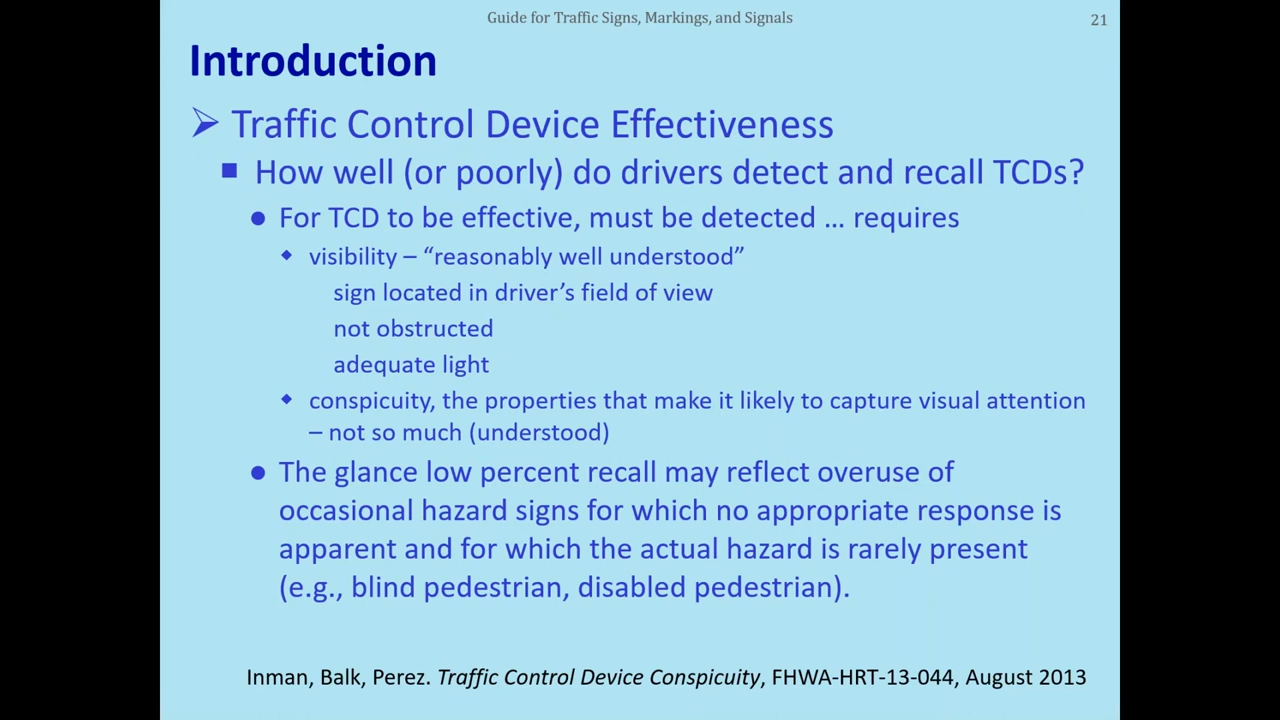 Guide for Traffic Signs, Markings, and Signals
21
Introduction
Traffic Control Device Effectiveness
How well (or poorly) do drivers detect and recall TCDs?
For TCD to be effective, must be detected … requires
visibility – “reasonably well understood”
sign located in driver’s field of view
not obstructed
adequate light
conspicuity, the properties that make it likely to capture visual attention
– not so much (understood)
The glance low percent recall may reflect overuse of
occasional hazard signs for which no appropriate response is
apparent and for which the actual hazard is rarely present
(e.g., blind pedestrian, disabled pedestrian).
Inman, Balk, Perez. Traffic Control Device Conspicuity, FHWA-HRT-13-044, August 2013